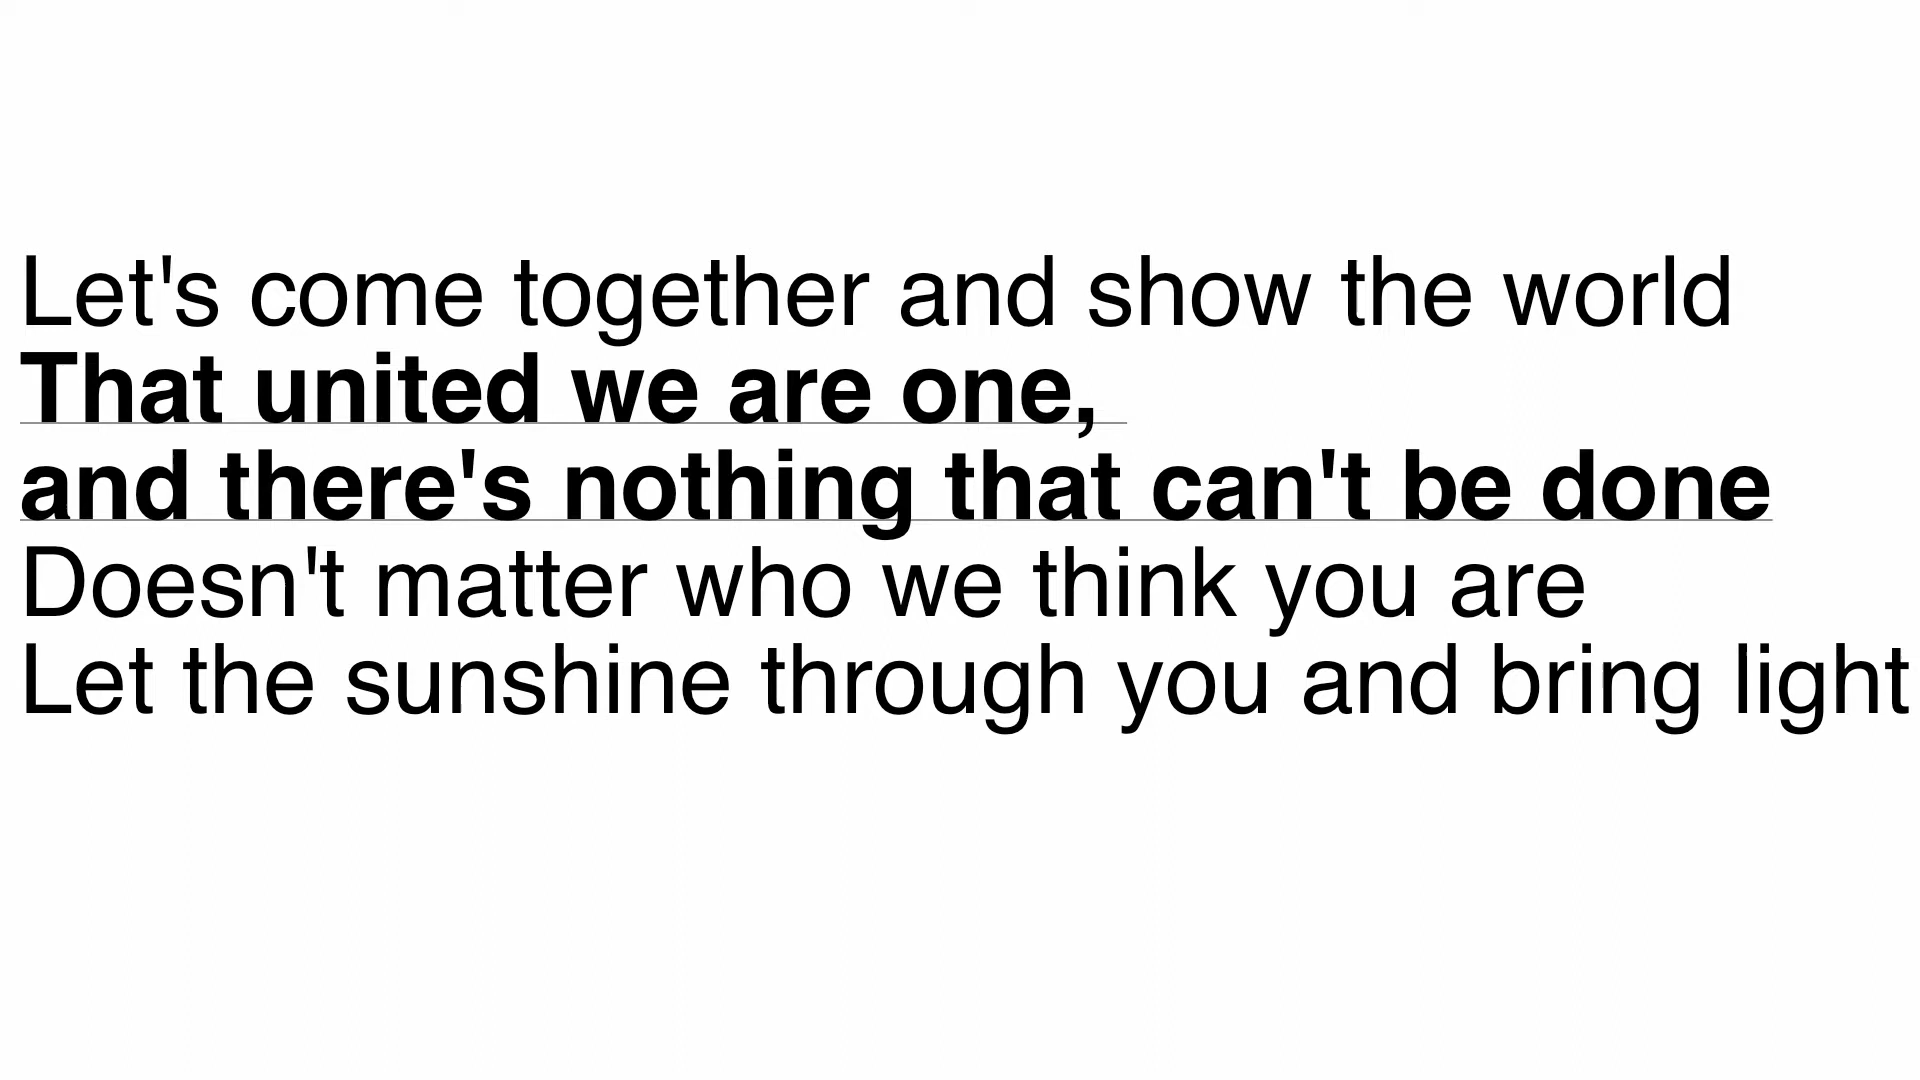 Let's come together and show the world
That united we are one,
and there's nothing that can't be done
Doesn't matter who we think you are
Let the sunshine through you and bring light